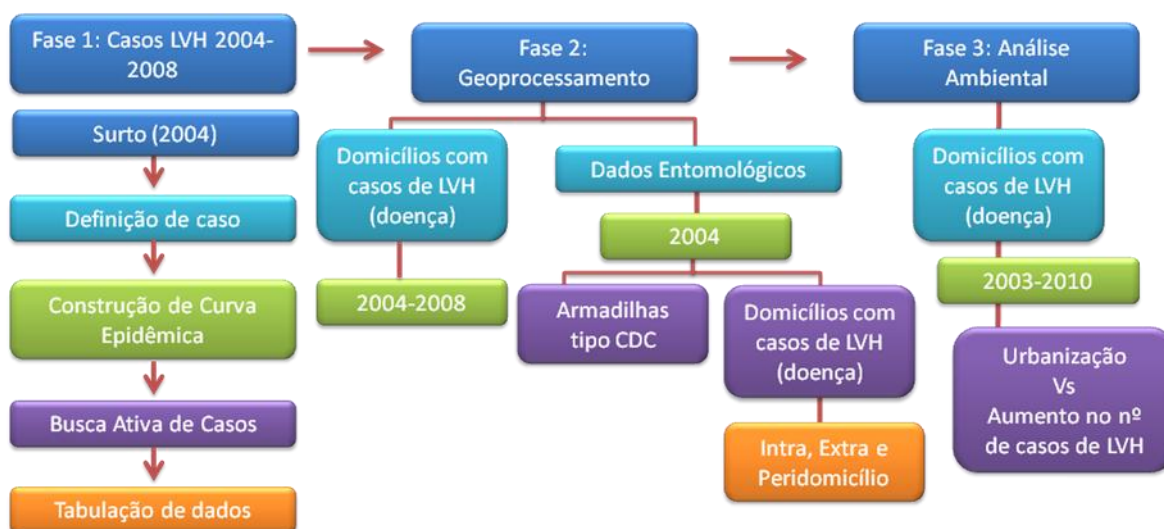 Fase 1: Casos LVH 2004-
2008
Surto (2004)
Definição de caso
Construção de Curva
Epidêmica
Busca Ativa de Casos
Tabulação de dados
Fase 2:
Geoprocessamento
Domicílios com
casos de LVH
(doença)
2004-2008
Dados Entomológicos
2004
Armadilhas
tipo CDC
Domicílios com
casos de LVH
(doença)
Intra, Extra e
Peridomicílio
Fase 3: Análise
Ambiental
Domicílios com
casos de LVH
(doença)
2003-2010
Urbanização
Vs
Aumento no nº
de casos de LVH